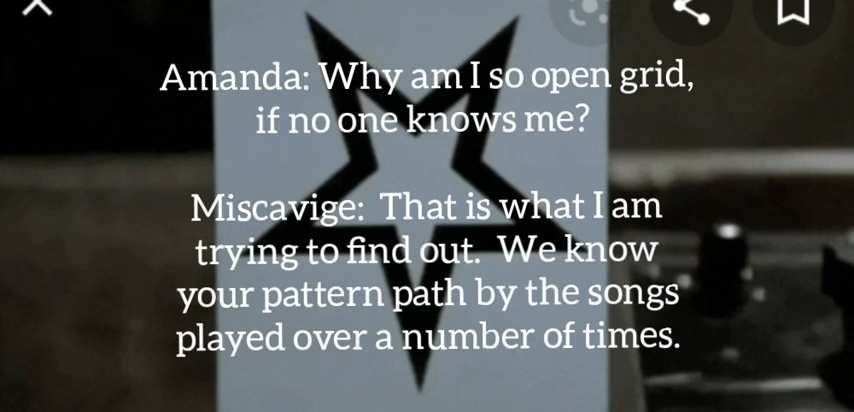 Amanda: Why am I so open grid,
if no one knows me?
Miscavige: That is what I am
trying to find out. We know
your pattern path by the songs
played over a number of times.